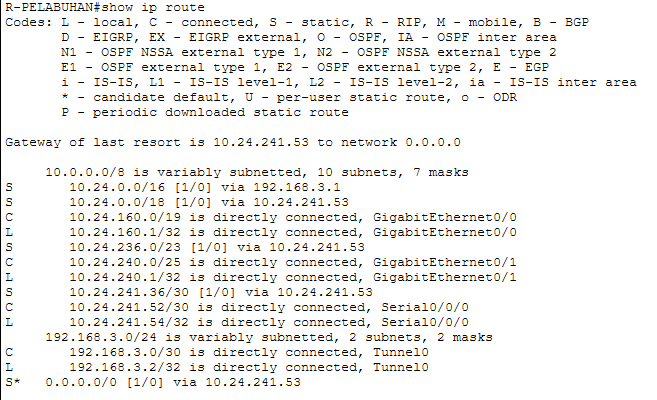 R-PELABUHAN#show ip route
Codes: L - local, C - connected, S - static, R - RIP, M - mobile, B - BGP
       D - EIGRP, EX - EIGRP external, O - OSPF, IA - OSPF inter area
       N1 - OSPF NSSA external type 1, N2 - OSPF NSSA external type 2
       E1 - OSPF external type 1, E2 - OSPF external type 2, E - EGP
       i - IS-IS, L1 - IS-IS level-1, L2 - IS-IS level-2, ia - IS-IS inter area
       * - candidate default, U - per-user static route, o - ODR
       P - periodic downloaded static route

Gateway of last resort is 10.24.241.53 to network 0.0.0.0

     10.0.0.0/8 is variably subnetted, 10 subnets, 7 masks
S       10.24.0.0/16 [1/0] via 192.168.3.1
S       10.24.0.0/18 [1/0] via 10.24.241.53
C       10.24.160.0/19 is directly connected, GigabitEthernet0/0
L       10.24.160.1/32 is directly connected, GigabitEthernet0/0
S       10.24.236.0/23 [1/0] via 10.24.241.53
C       10.24.240.0/25 is directly connected, GigabitEthernet0/1
L       10.24.240.1/32 is directly connected, GigabitEthernet0/1
S       10.24.241.36/30 [1/0] via 10.24.241.53
C       10.24.241.52/30 is directly connected, Serial0/0/0
L       10.24.241.54/32 is directly connected, Serial0/0/0
     192.168.3.0/24 is variably subnetted, 2 subnets, 2 masks
C       192.168.3.0/30 is directly connected, Tunnel0
L       192.168.3.2/32 is directly connected, Tunnel0
S*   0.0.0.0/0 [1/0] via 10.24.241.53